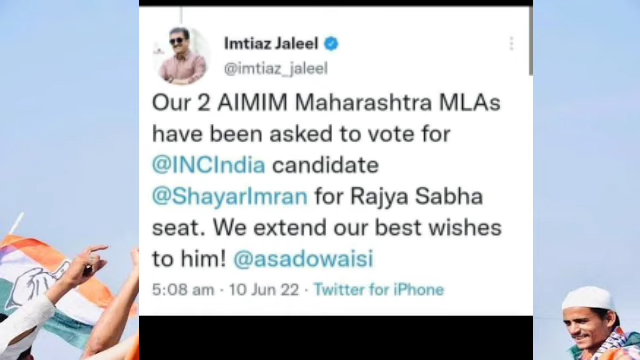 Imtiaz Jaleel
@imtiaz_jaleel
Our 2 AIMIM Maharashtra MLAs
have been asked to vote for
@INCIndia candidate
@ShayarImran for Rajya Sabha
seat. We extend our best wishes
to him! @asadowaisi
5:08 am · 10 Jun 22 · Twitter for iPhone